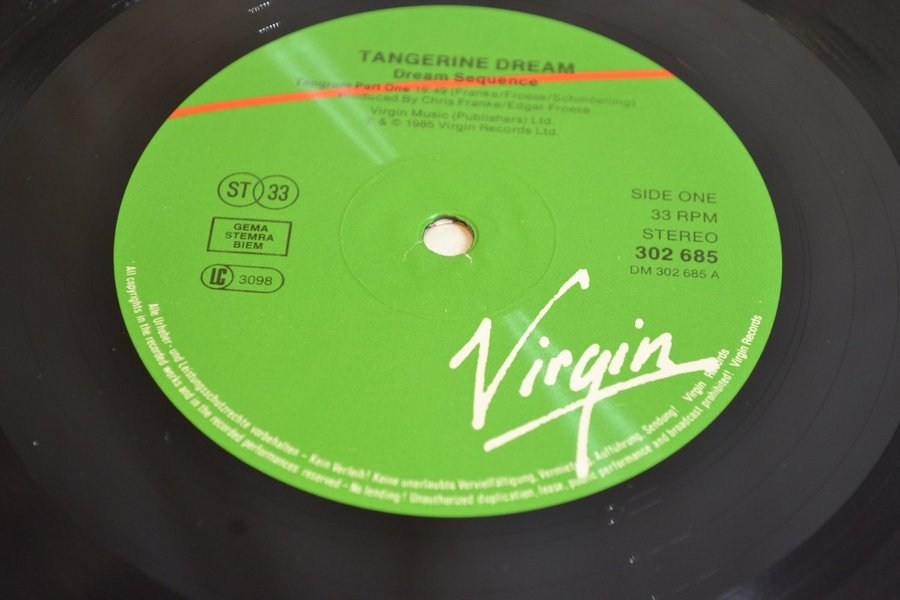 TANGERINE DREAM
Dream Sequence
Tangram Part One 19:49 (Franke/Froese/Schmoelling)
Produced By Chris Franke/Edgar Froese
Virgin Music (Publishers) Ltd.
℗ & © 1985 Virgin Records Ltd.
ST 33
GEMA
STEMRA
BIEM
LC 3098
SIDE ONE
33 RPM
STEREO
302 685
DM 302 685 A
Virgin
Alle Urheber- und Leistungsschutzrechte vorbehalten – Kein Verleih! Keine unerlaubte Vervielfältigung, Vermietung, Aufführung, Sendung! Virgin Records
All copyrights in the recorded works and in the recorded performances reserved – No lending! Unauthorized duplication, lease, public performance and broadcast prohibited! Virgin Records